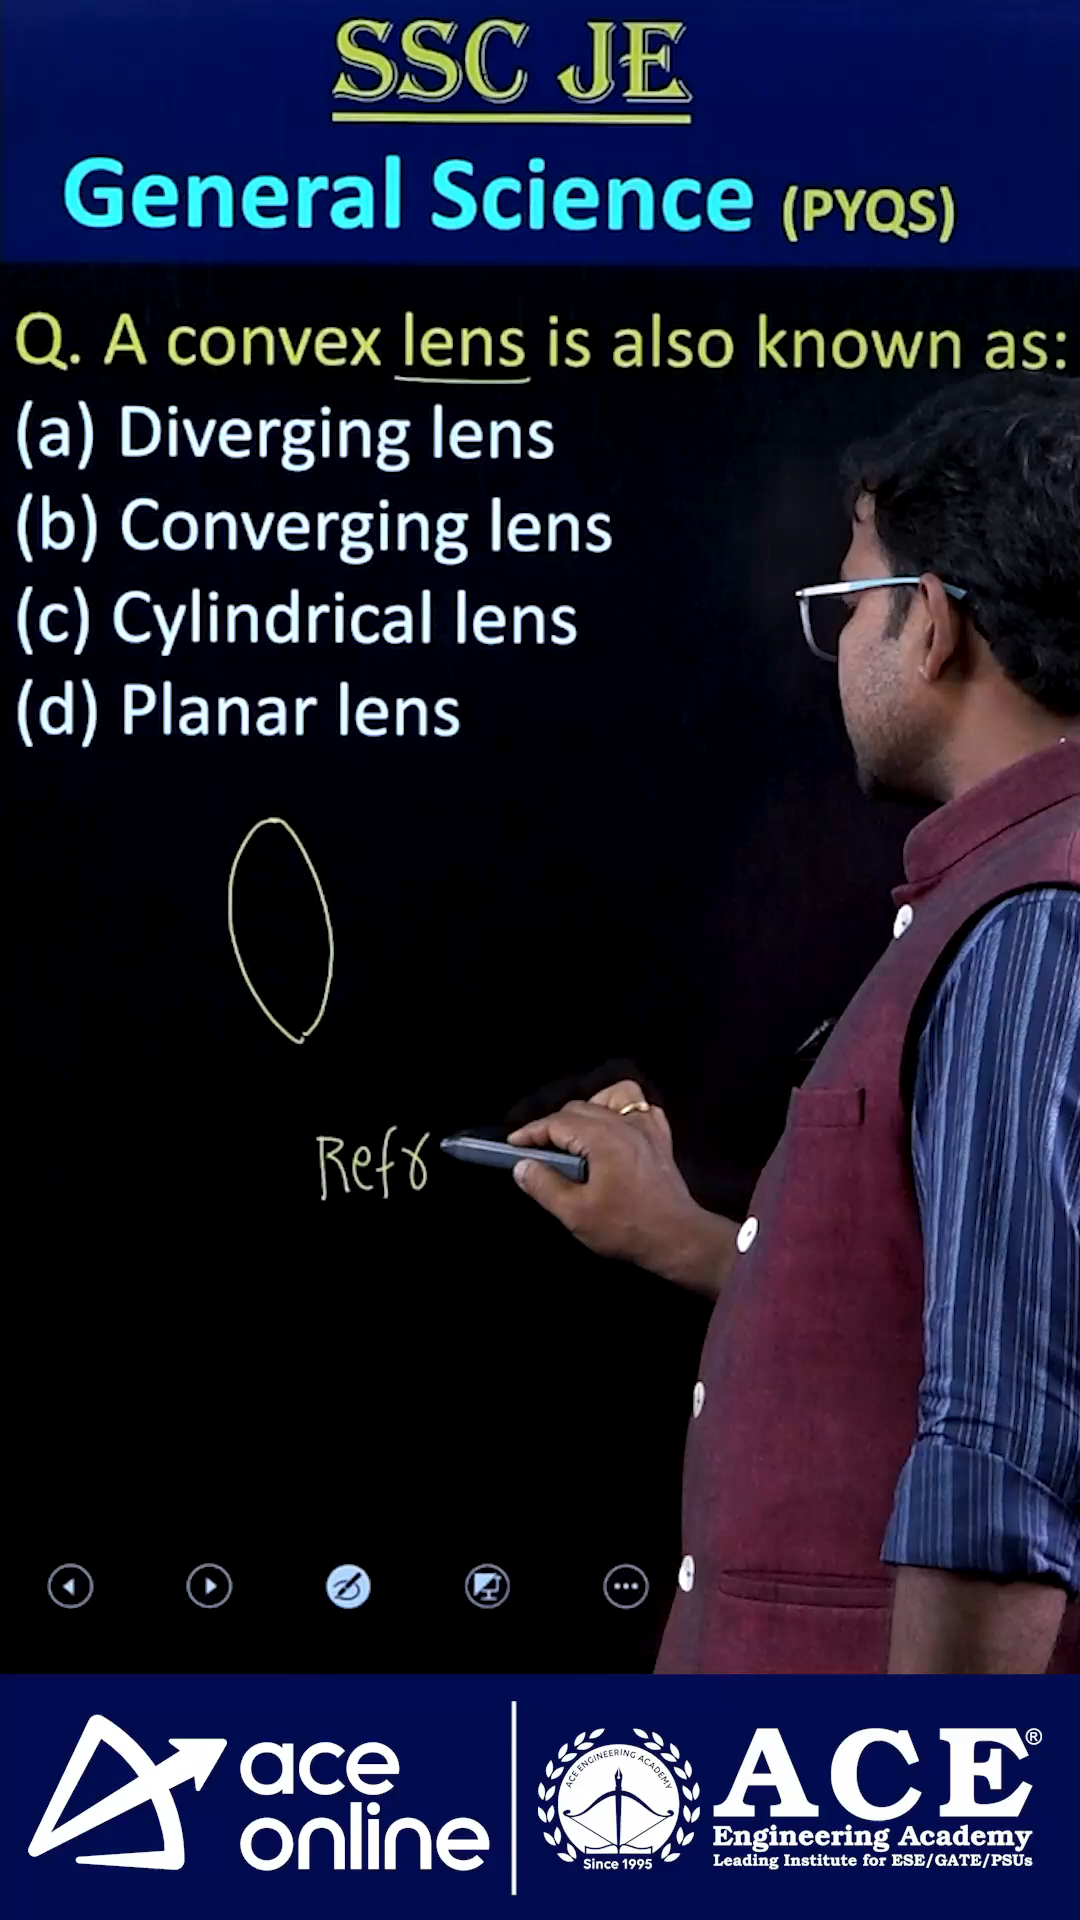 SSC JE
General Science (PYQS)
Q. A convex lens is also known as:
(a) Diverging lens
(b) Converging lens
(c) Cylindrical lens
(d) Planar lens
Refr
ace
online
ACE ENGINEERING ACADEMY
Since 1995
ACE®
Engineering Academy
Leading Institute for ESE/GATE/PSUs